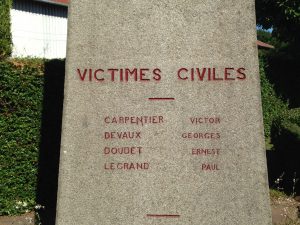 VICTIMES CIVILES
CARPENTIER VICTOR
DEVAUX GEORGES
DOUDET ERNEST
LEGRAND PAUL